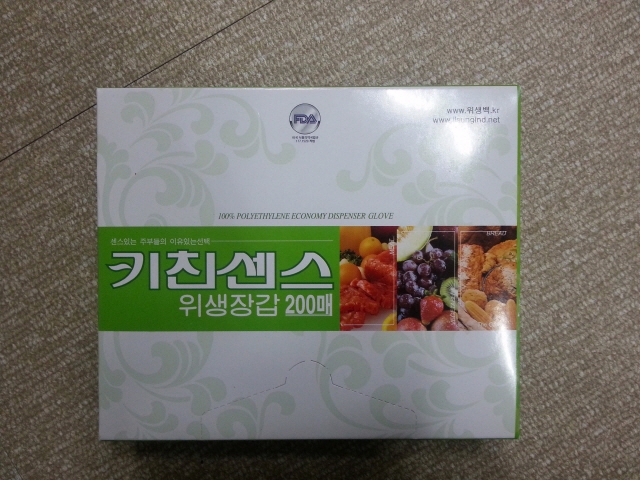 FDA
www.위생백.kr
100% POLYETHYLENE ECONOMY DISPENSER GLOVE
센스있는 주부들의 이유있는선택
키친센스
위생장갑 200매
BREAD